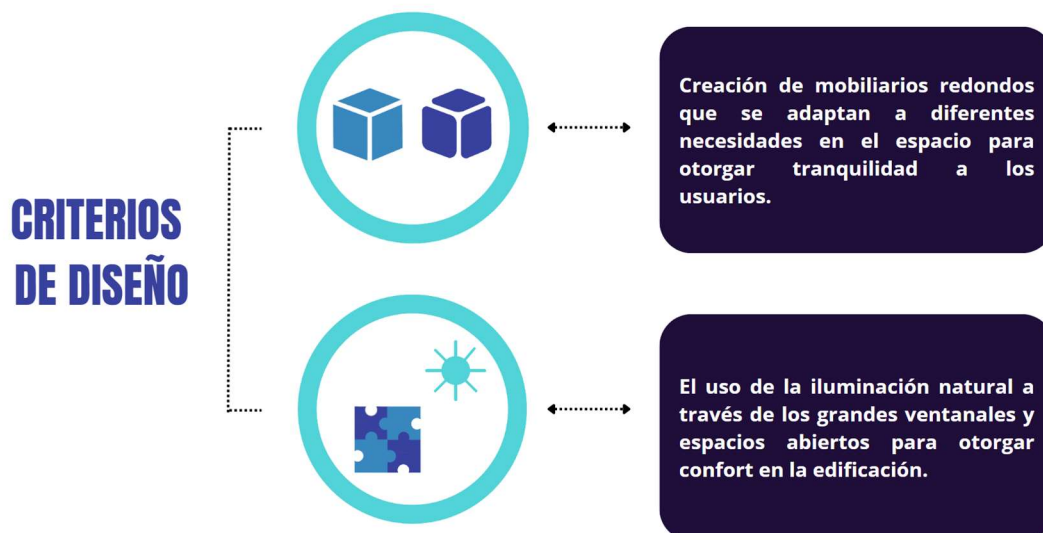 CRITERIOS
DE DISEÑO
Creación de mobiliarios redondos
que se adaptan a diferentes
necesidades en el espacio para
otorgar tranquilidad a los
usuarios.
El uso de la iluminación natural a
través de los grandes ventanales y
espacios abiertos para otorgar
confort en la edificación.